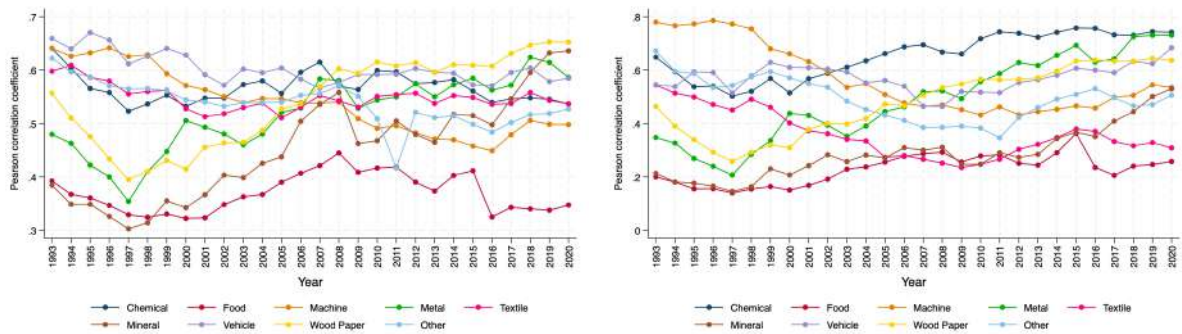 Pearson correlation coefficient
.7
.6
.5
.4
.3
1993 1994 1995 1996 1997 1998 1999 2000 2001 2002 2003 2004 2005 2006 2007 2008 2009 2010 2011 2012 2013 2014 2015 2016 2017 2018 2019 2020
Year
Chemical Food Machine Metal Textile
Mineral Vehicle Wood Paper Other
Pearson correlation coefficient
.8
.6
.4
.2
0
1993 1994 1995 1996 1997 1998 1999 2000 2001 2002 2003 2004 2005 2006 2007 2008 2009 2010 2011 2012 2013 2014 2015 2016 2017 2018 2019 2020
Year
Chemical Food Machine Metal Textile
Mineral Vehicle Wood Paper Other